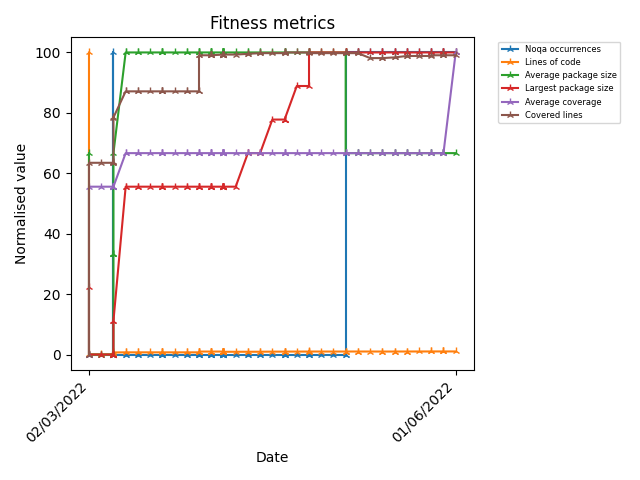 Fitness metrics
Normalised value
100
80
60
40
20
0
02/03/2022
01/06/2022
Date
Noqa occurrences
Lines of code
Average package size
Largest package size
Average coverage
Covered lines